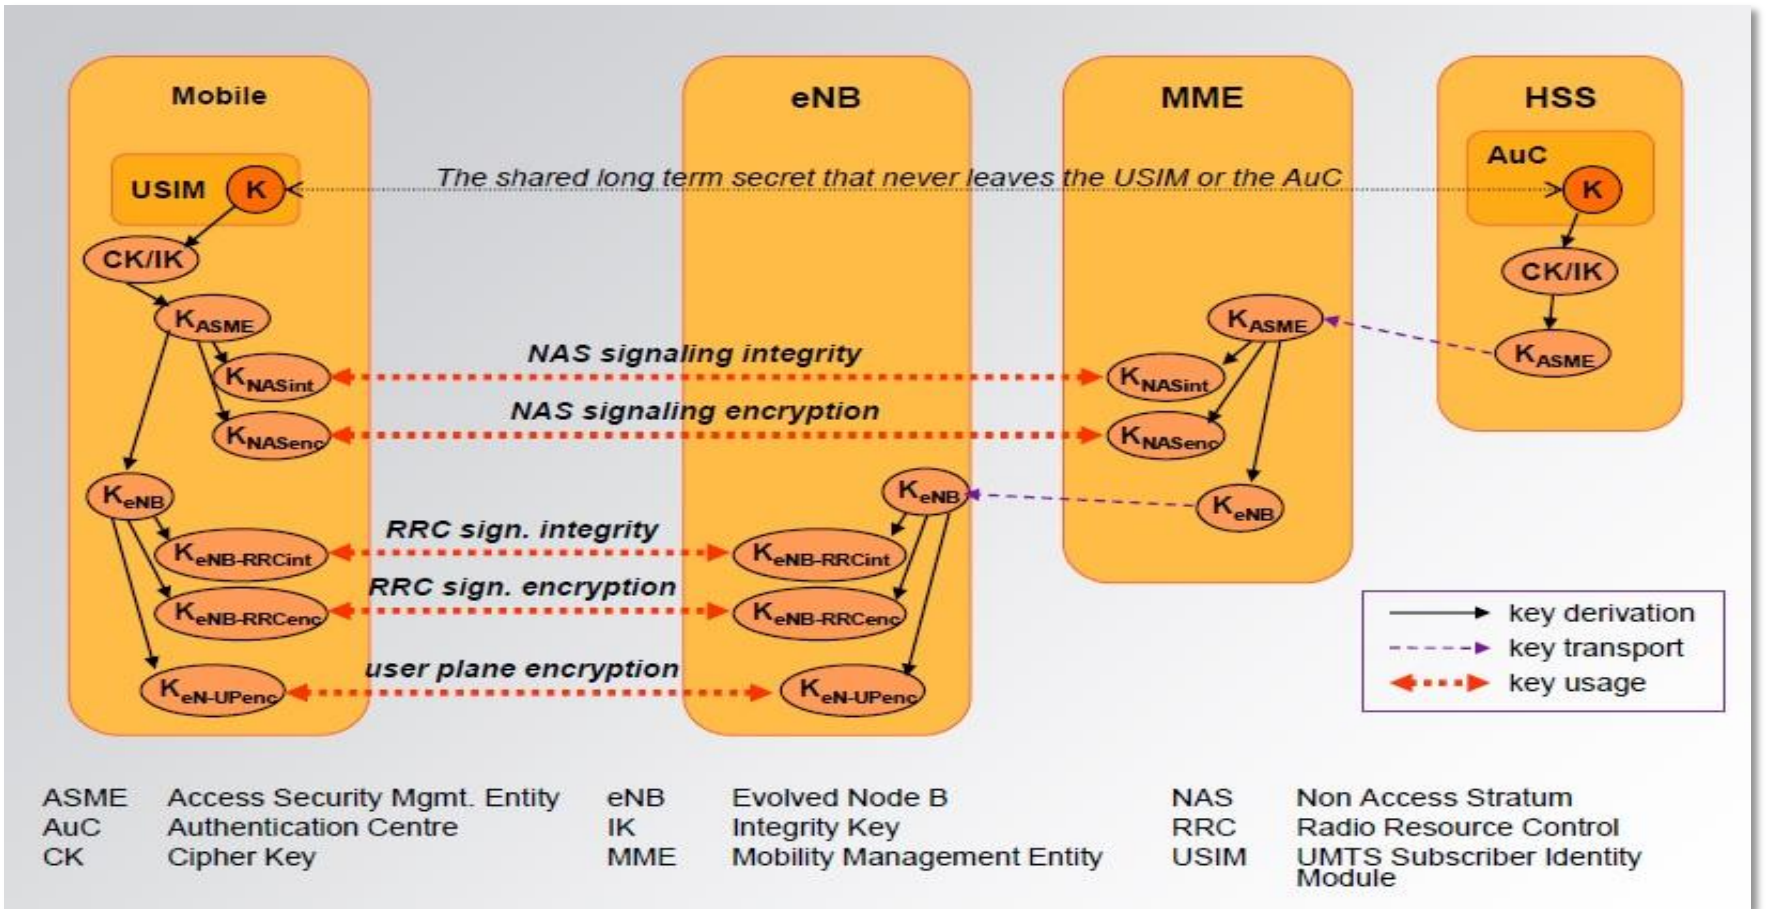 Mobile
eNB
MME
HSS
AuC
USIM K
The shared long term secret that never leaves the USIM or the AuC
K
CK/IK
CK/IK
KASME
KASME
KASME
NAS signaling integrity
KNASint
KNASint
NAS signaling encryption
KNASenc
KNASenc
KeNB
KeNB
KeNB
RRC sign. integrity
KeNB-RRCint
KeNB-RRCint
RRC sign. encryption
KeNB-RRCenc
KeNB-RRCenc
user plane encryption
KeN-UPenc
KeN-UPenc
key derivation
key transport
key usage
ASME Access Security Mgmt. Entity
AuC Authentication Centre
CK Cipher Key
eNB Evolved Node B
IK Integrity Key
MME Mobility Management Entity
NAS Non Access Stratum
RRC Radio Resource Control
USIM UMTS Subscriber Identity
Module